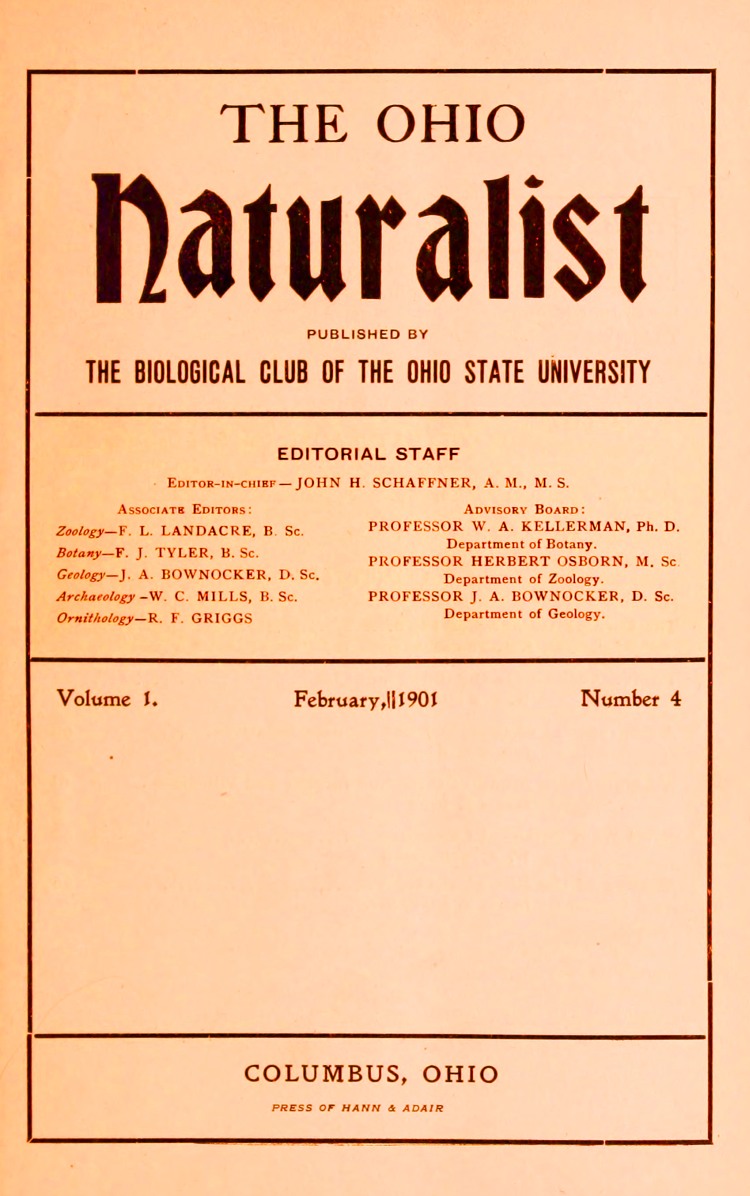 THE OHIO
Naturalist
PUBLISHED BY
THE BIOLOGICAL CLUB OF THE OHIO STATE UNIVERSITY
EDITORIAL STAFF
EDITOR-IN-CHIEF—JOHN H. SCHAFFNER, A. M., M. S.
ASSOCIATE EDITORS:
Zoology—F. L. LANDACRE, B. Sc.
Botany—F. J. TYLER, B. Sc.
Geology—J. A. BOWNOCKER, D. Sc.
Archaeology—W. C. MILLS, B. Sc.
Ornithology—R. F. GRIGGS
ADVISORY BOARD:
PROFESSOR W. A. KELLERMAN, Ph. D.
Department of Botany.
PROFESSOR HERBERT OSBORN, M. Sc
Department of Zoology.
PROFESSOR J. A. BOWNOCKER, D. Sc.
Department of Geology.
Volume 1. February, 1901 Number 4
COLUMBUS, OHIO
PRESS OF HANN & ADAIR